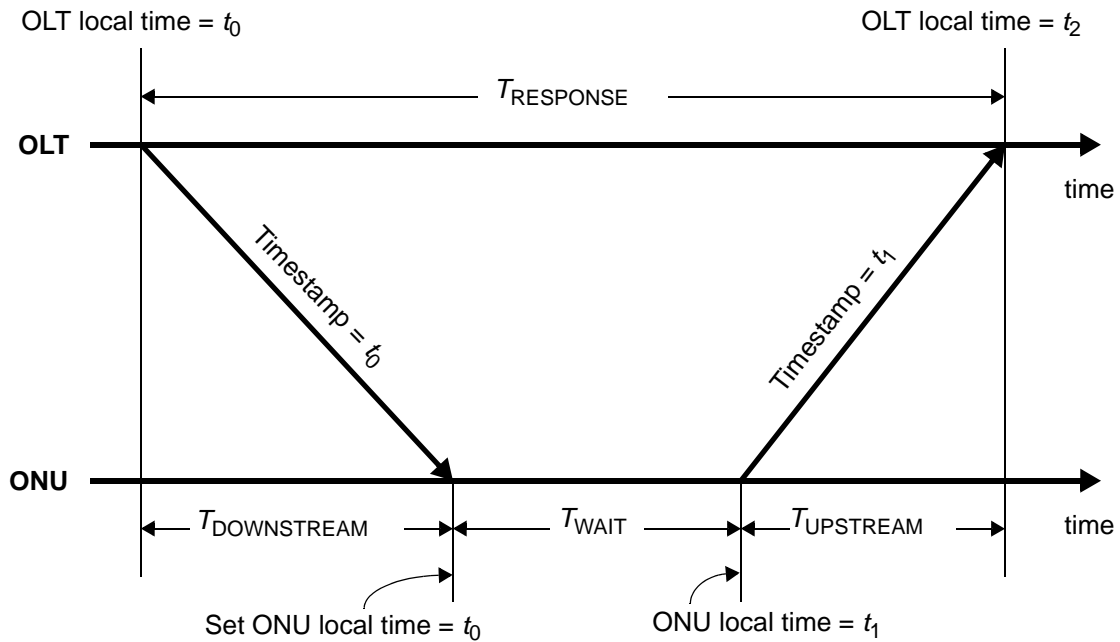 OLT local time = t0
OLT local time = t2
TRESPONSE
OLT
time
Timestamp = t0
Timestamp = t1
ONU
TDOWNSTREAM
TWAIT
TUPSTREAM
time
Set ONU local time = t0
ONU local time = t1